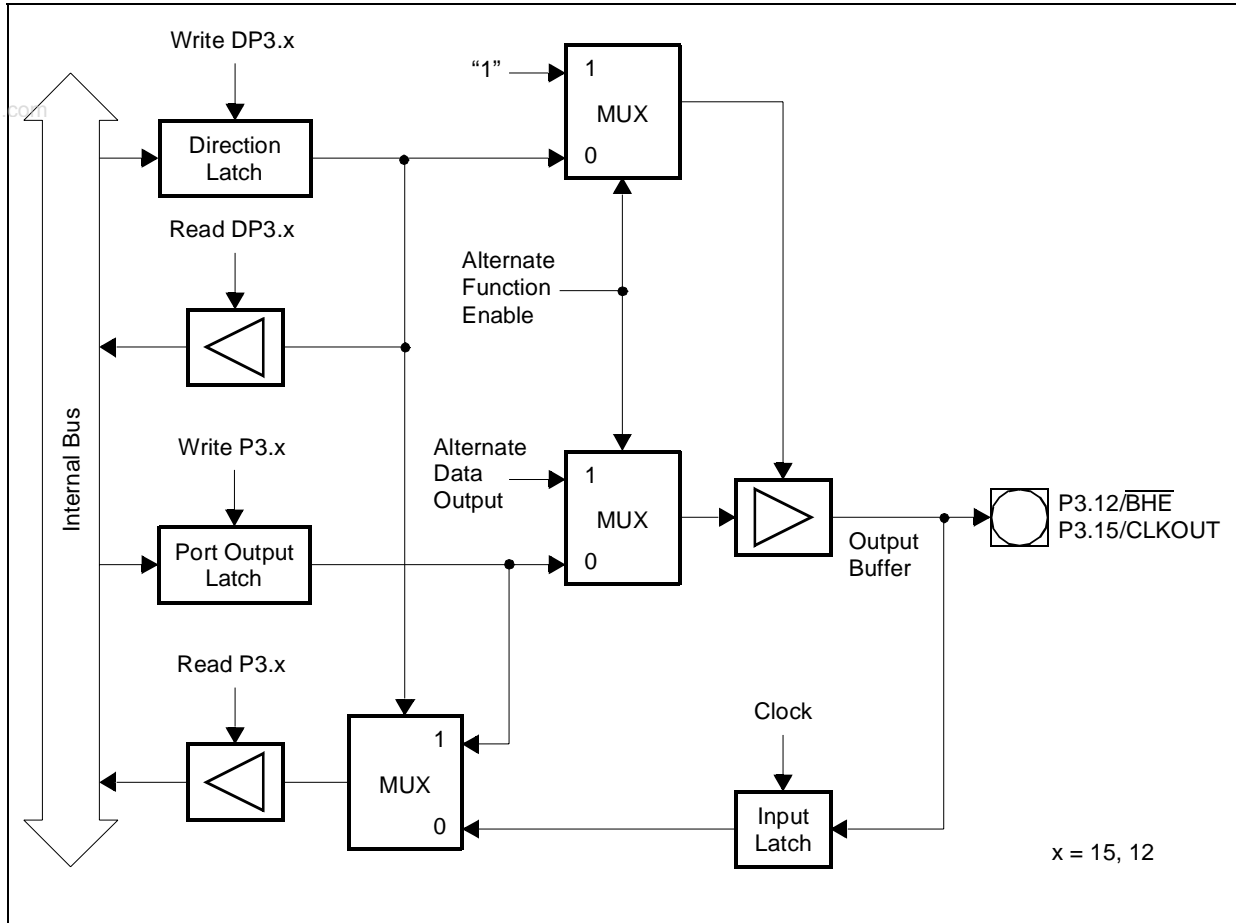 Write DP3.x
"1"
1
MUX
0
.com
Direction
Latch
Read DP3.x
Alternate
Function
Enable
Internal Bus
Write P3.x
Alternate
Data
Output
1
MUX
0
Port Output
Latch
Output
Buffer
P3.12/B̅H̅E̅
P3.15/CLKOUT
Read P3.x
1
MUX
0
Clock
Input
Latch
x = 15, 12